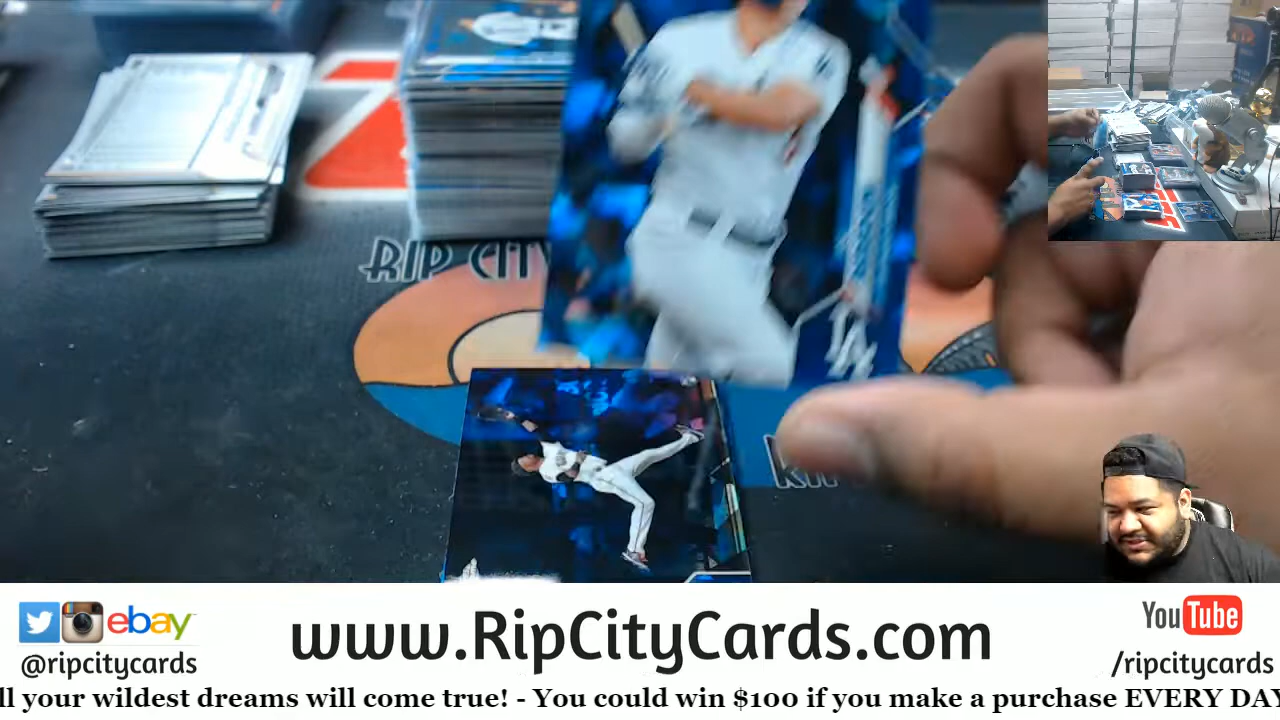 RIP CITY
www.RipCityCards.com
ebay
@ripcitycards
YouTube
/ripcitycards
ll your wildest dreams will come true! - You could win $100 if you make a purchase EVERY DAY